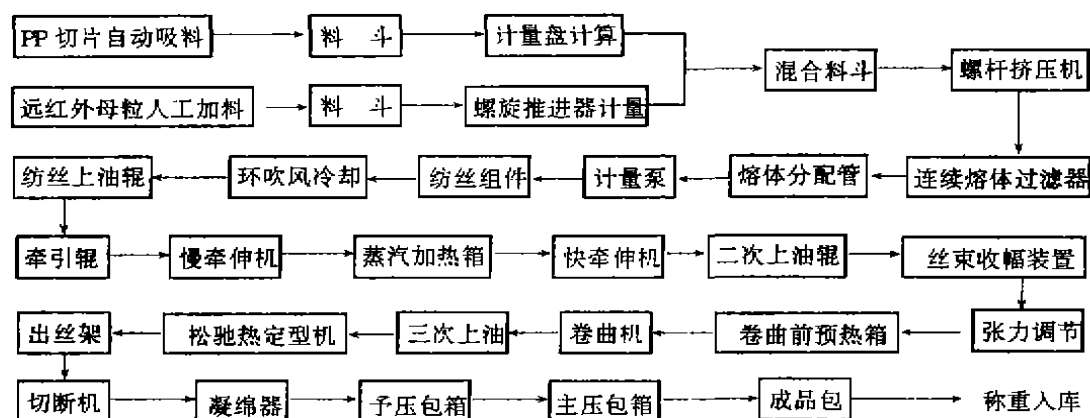 PP 切片自动吸料 料 斗 计量盘计算
混合料斗 螺杆挤压机
远红外母粒人工加料 料 斗 螺旋推进器计量
纺丝上油辊 环吹风冷却 纺丝组件 计量泵 熔体分配管 连续熔体过滤器
牵引辊 慢牵伸机 蒸汽加热箱 快牵伸机 二次上油辊 丝束收幅装置
出丝架 松驰热定型机 三次上油 卷曲机 卷曲前预热箱 张力调节
切断机 凝绵器 予压包箱 主压包箱 成品包 称重入库